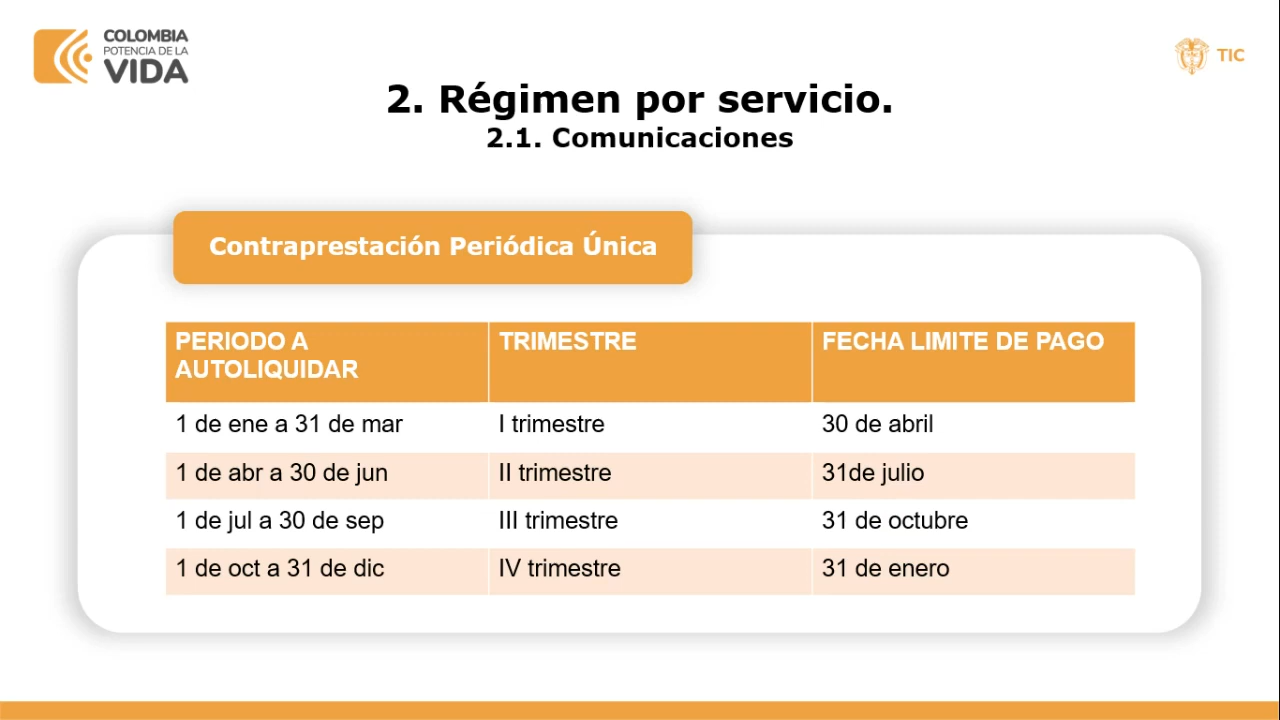 COLOMBIA
POTENCIA DE LA
VIDA
TIC
2. Régimen por servicio.
2.1. Comunicaciones
Contraprestación Periódica Única
PERIODO A AUTOLIQUIDAR TRIMESTRE FECHA LIMITE DE PAGO
1 de ene a 31 de mar I trimestre 30 de abril
1 de abr a 30 de jun II trimestre 31de julio
1 de jul a 30 de sep III trimestre 31 de octubre
1 de oct a 31 de dic IV trimestre 31 de enero